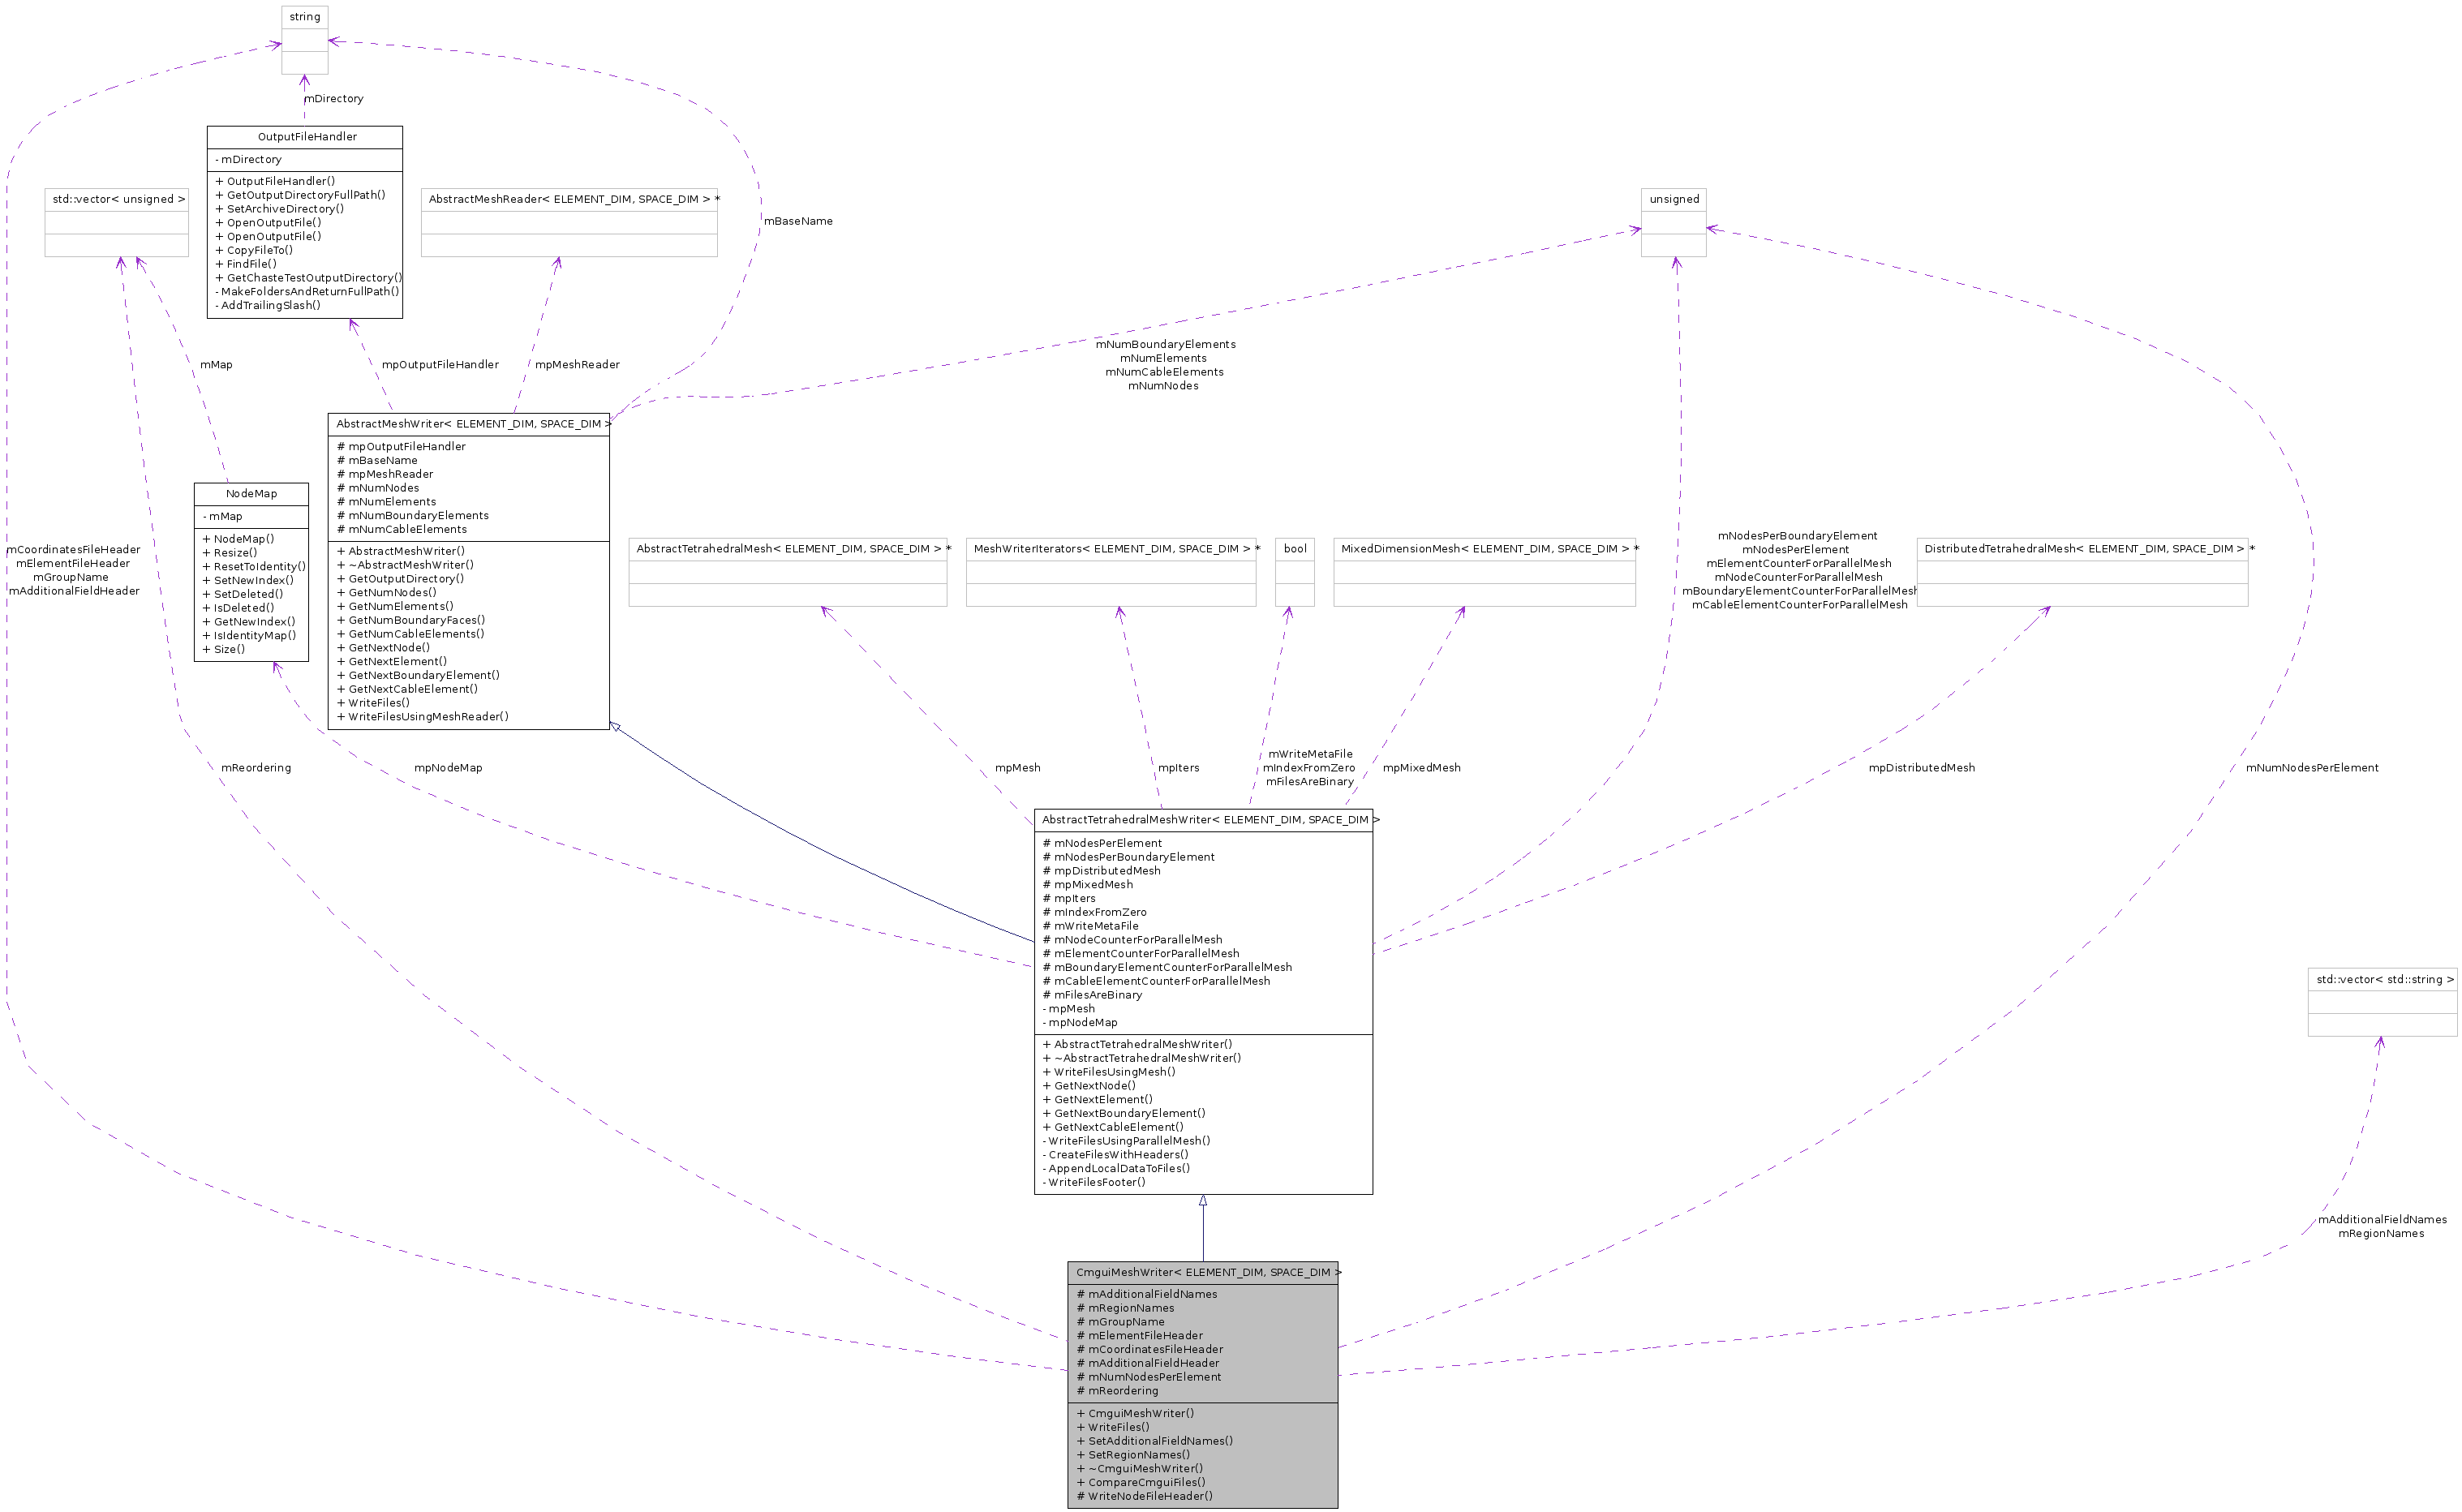 string
mDirectory
OutputFileHandler
- mDirectory
+ OutputFileHandler()
+ GetOutputDirectoryFullPath()
+ SetArchiveDirectory()
+ OpenOutputFile()
+ OpenOutputFile()
+ CopyFileTo()
+ FindFile()
+ GetChasteTestOutputDirectory()
- MakeFoldersAndReturnFullPath()
- AddTrailingSlash()
std::vector< unsigned >
AbstractMeshReader< ELEMENT_DIM, SPACE_DIM > *
unsigned
mBaseName
mNumBoundaryElements
mNumElements
mNumCableElements
mNumNodes
mMap
mpOutputFileHandler
mpMeshReader
AbstractMeshWriter< ELEMENT_DIM, SPACE_DIM >
# mpOutputFileHandler
# mBaseName
# mpMeshReader
# mNumNodes
# mNumElements
# mNumBoundaryElements
# mNumCableElements
+ AbstractMeshWriter()
+ ~AbstractMeshWriter()
+ GetOutputDirectory()
+ GetNumNodes()
+ GetNumElements()
+ GetNumBoundaryFaces()
+ GetNumCableElements()
+ GetNextNode()
+ GetNextElement()
+ GetNextBoundaryElement()
+ GetNextCableElement()
+ WriteFiles()
+ WriteFilesUsingMeshReader()
NodeMap
- mMap
+ NodeMap()
+ Resize()
+ ResetToIdentity()
+ SetNewIndex()
+ SetDeleted()
+ IsDeleted()
+ GetNewIndex()
+ IsIdentityMap()
+ Size()
mCoordinatesFileHeader
mElementFileHeader
mGroupName
mAdditionalFieldHeader
AbstractTetrahedralMesh< ELEMENT_DIM, SPACE_DIM > *
MeshWriterIterators< ELEMENT_DIM, SPACE_DIM > *
bool
MixedDimensionMesh< ELEMENT_DIM, SPACE_DIM > *
mNodesPerBoundaryElement
mNodesPerElement
mElementCounterForParallelMesh
mNodeCounterForParallelMesh
mBoundaryElementCounterForParallelMesh
mCableElementCounterForParallelMesh
DistributedTetrahedralMesh< ELEMENT_DIM, SPACE_DIM > *
mReordering
mpNodeMap
mpMesh
mpIters
mWriteMetaFile
mIndexFromZero
mFilesAreBinary
mpMixedMesh
mpDistributedMesh
mNumNodesPerElement
AbstractTetrahedralMeshWriter< ELEMENT_DIM, SPACE_DIM >
# mNodesPerElement
# mNodesPerBoundaryElement
# mpDistributedMesh
# mpMixedMesh
# mpIters
# mIndexFromZero
# mWriteMetaFile
# mNodeCounterForParallelMesh
# mElementCounterForParallelMesh
# mBoundaryElementCounterForParallelMesh
# mCableElementCounterForParallelMesh
# mFilesAreBinary
- mpMesh
- mpNodeMap
+ AbstractTetrahedralMeshWriter()
+ ~AbstractTetrahedralMeshWriter()
+ WriteFilesUsingMesh()
+ GetNextNode()
+ GetNextElement()
+ GetNextBoundaryElement()
+ GetNextCableElement()
- WriteFilesUsingParallelMesh()
- CreateFilesWithHeaders()
- AppendLocalDataToFiles()
- WriteFilesFooter()
std::vector< std::string >
mAdditionalFieldNames
mRegionNames
CmguiMeshWriter< ELEMENT_DIM, SPACE_DIM >
# mAdditionalFieldNames
# mRegionNames
# mGroupName
# mElementFileHeader
# mCoordinatesFileHeader
# mAdditionalFieldHeader
# mNumNodesPerElement
# mReordering
+ CmguiMeshWriter()
+ WriteFiles()
+ SetAdditionalFieldNames()
+ SetRegionNames()
+ ~CmguiMeshWriter()
+ CompareCmguiFiles()
# WriteNodeFileHeader()